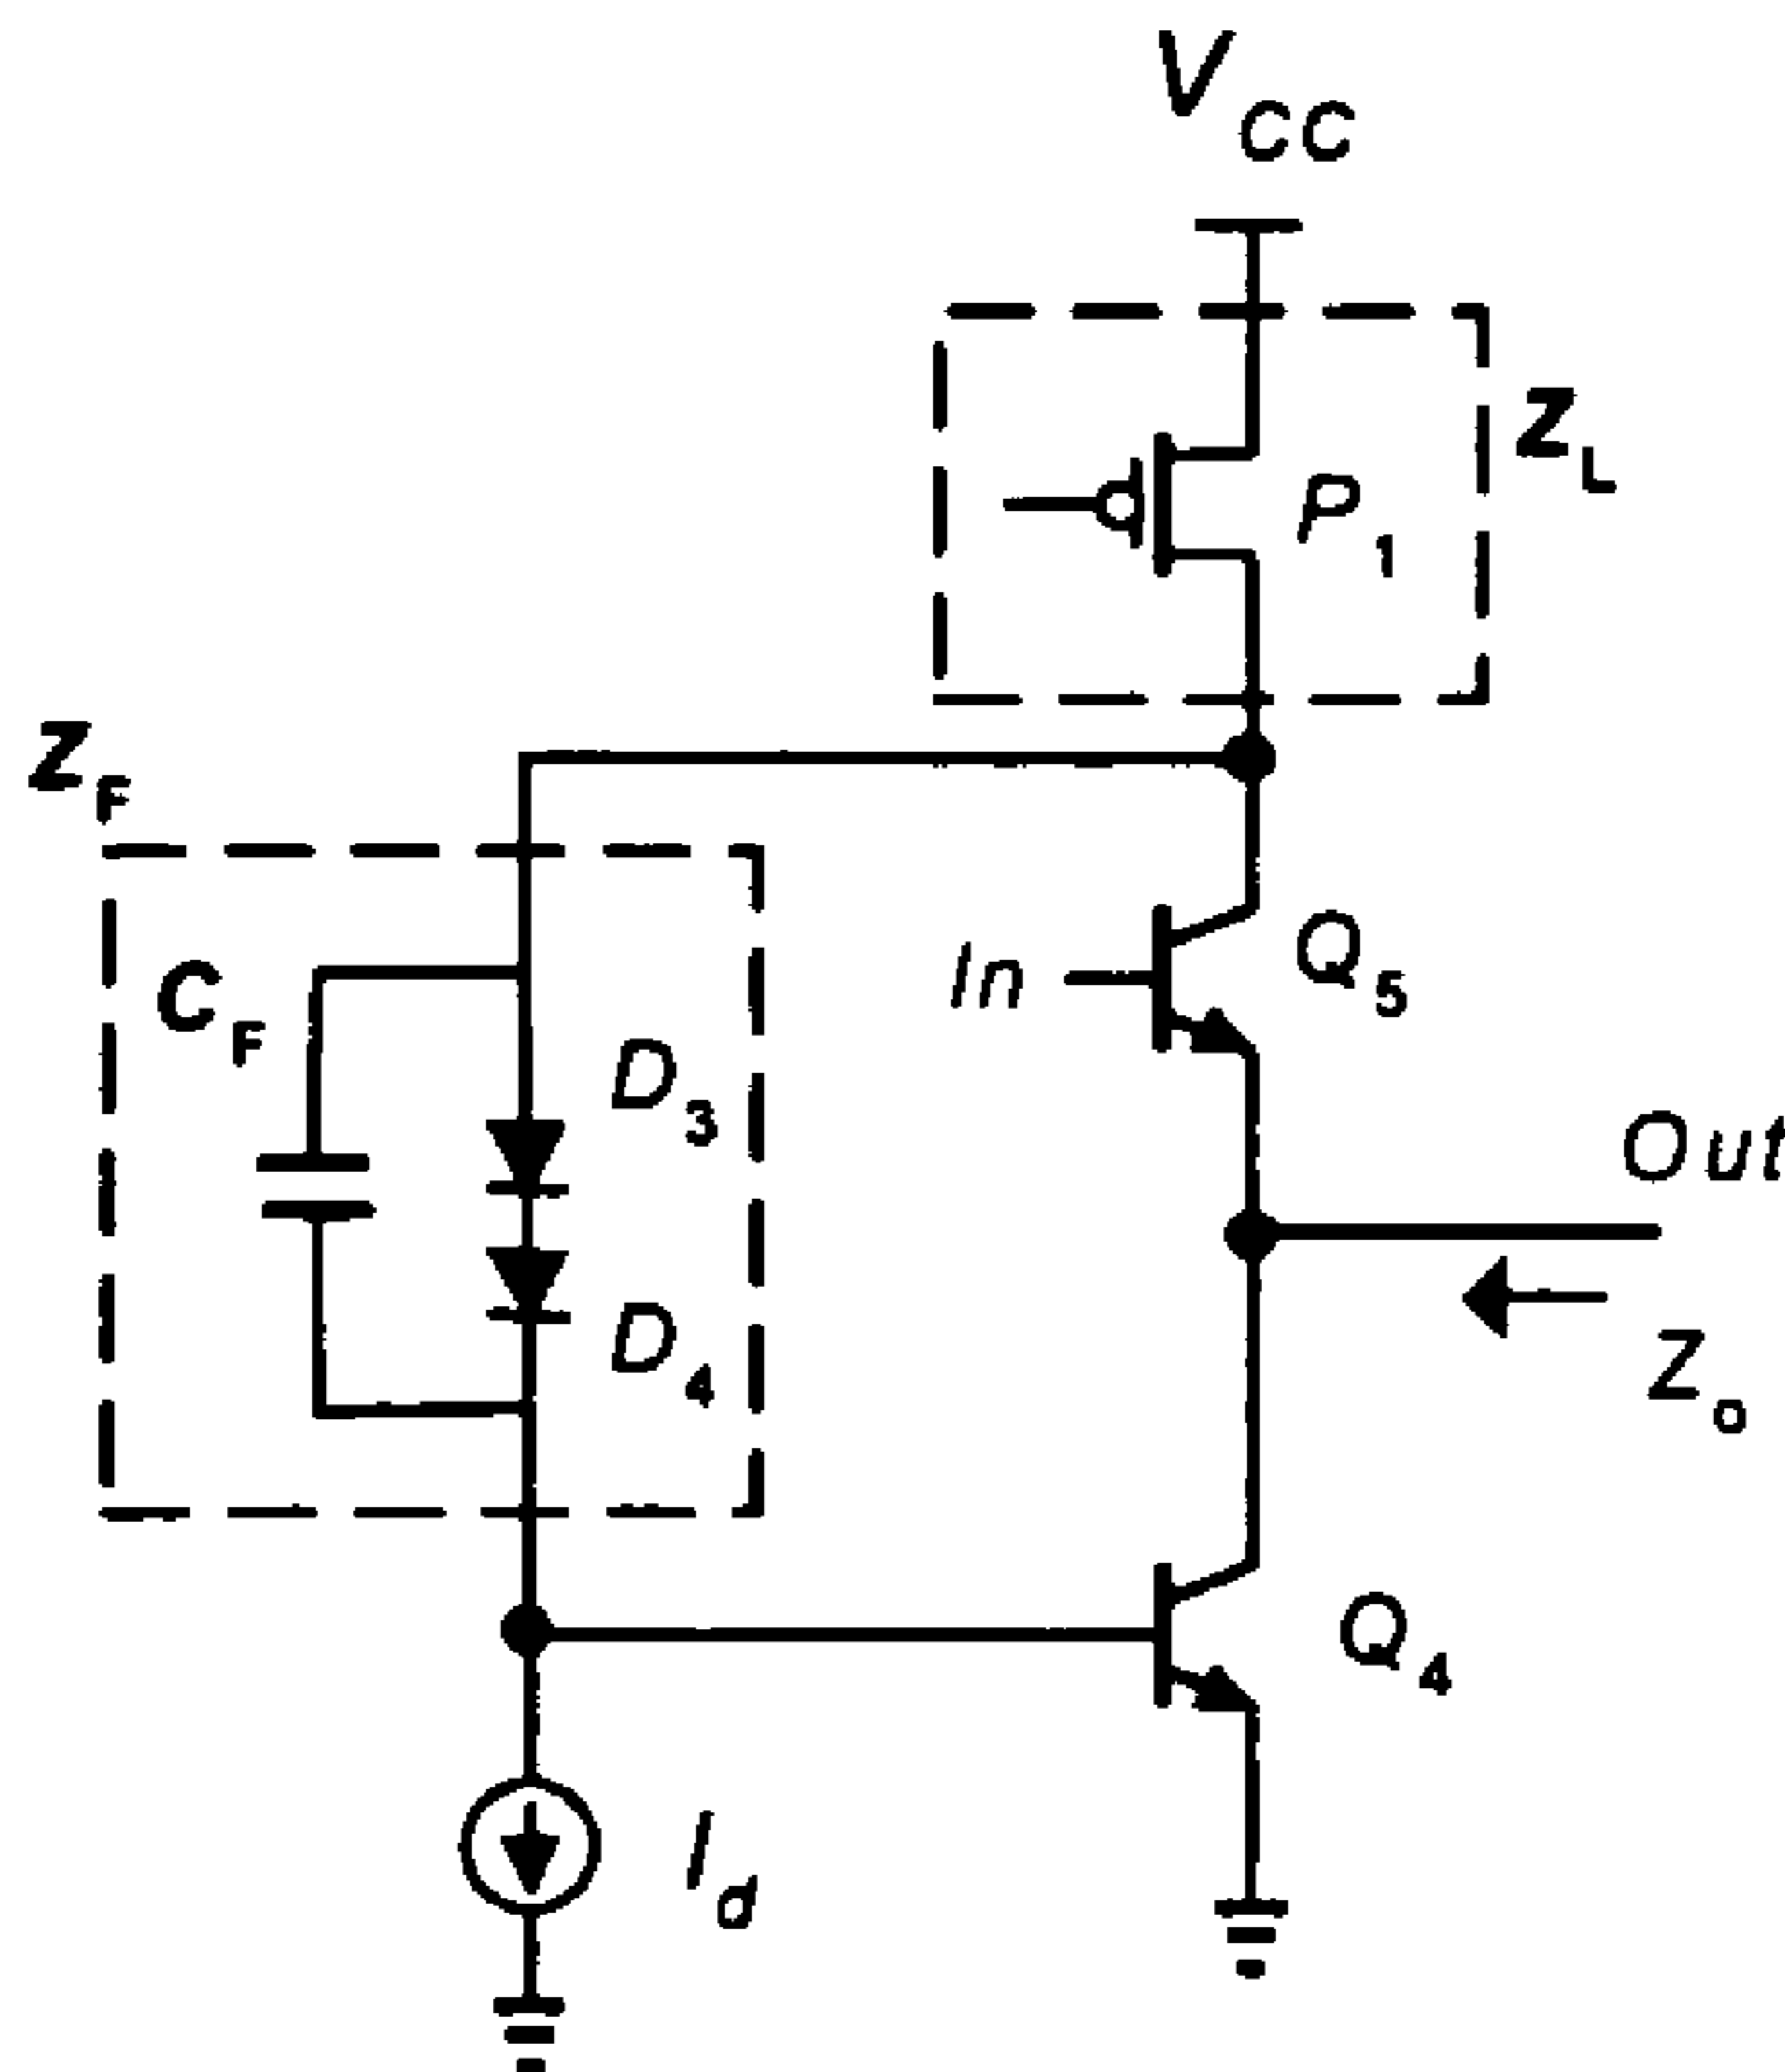 V_CC
Z_L
P_1
Z_F
C_F
D_3
In
Q_5
Out
D_4
Z_o
Q_4
I_d